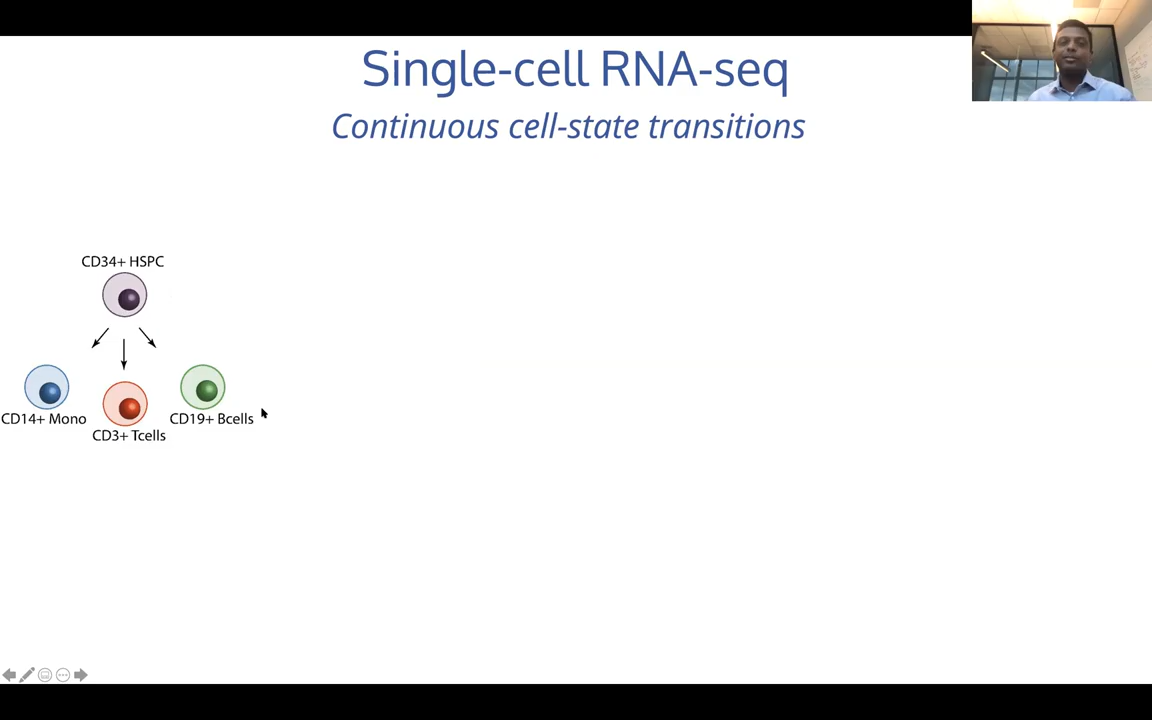 Single-cell RNA-seq
Continuous cell-state transitions
CD34+ HSPC
CD14+ Mono
CD3+ Tcells
CD19+ Bcells